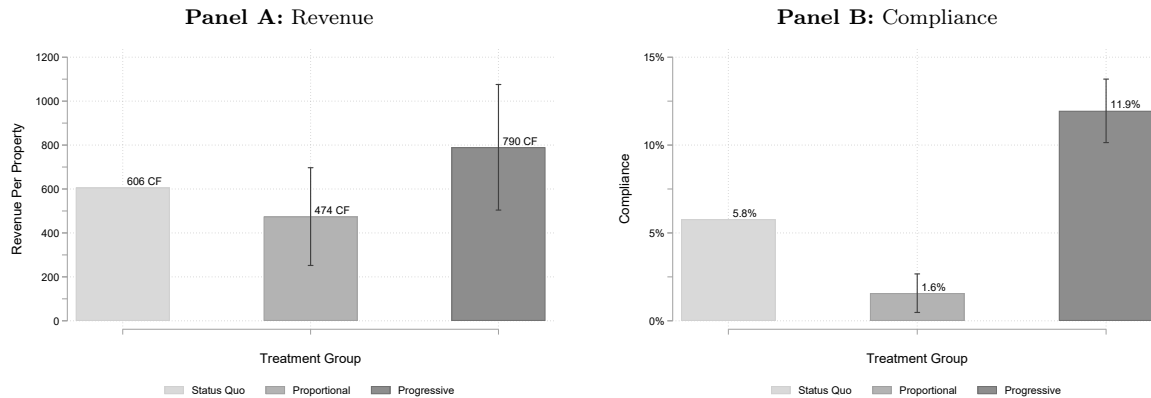 Panel A: Revenue
1200
1000
800
600
400
200
0
Revenue Per Property
606 CF
474 CF
790 CF
Treatment Group
Status Quo Proportional Progressive
Panel B: Compliance
15%
10%
5%
0%
Compliance
5.8%
1.6%
11.9%
Treatment Group
Status Quo Proportional Progressive